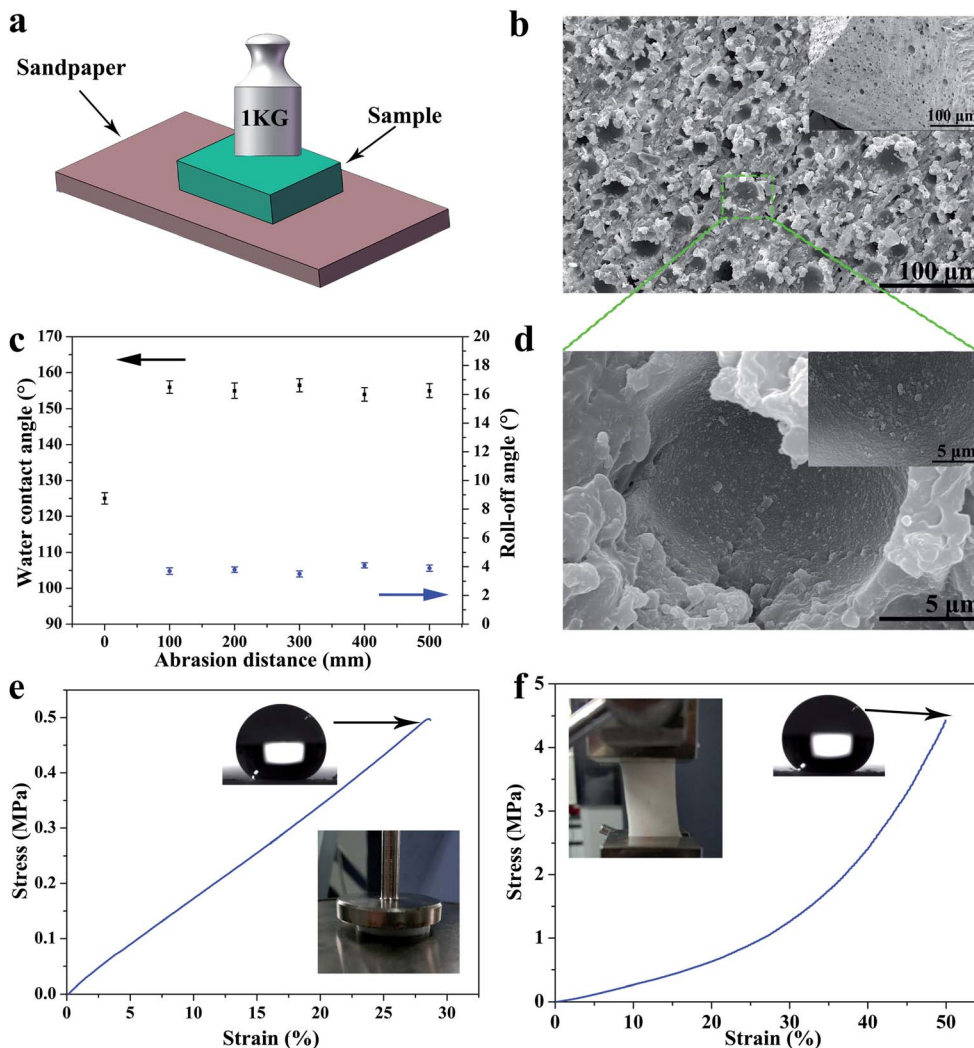 a
Sandpaper
1KG
Sample
b
100 μm
100 μm
c
170
160
150
140
130
120
110
100
90
Water contact angle (°)
0
100
200
300
400
500
Abrasion distance (mm)
20
18
16
14
12
10
8
6
4
2
0
Roll-off angle (°)
d
5 μm
5 μm
e
0.5
0.4
0.3
0.2
0.1
0.0
Stress (MPa)
0
5
10
15
20
25
30
Strain (%)
f
5
4
3
2
1
0
Stress (MPa)
0
10
20
30
40
50
Strain (%)